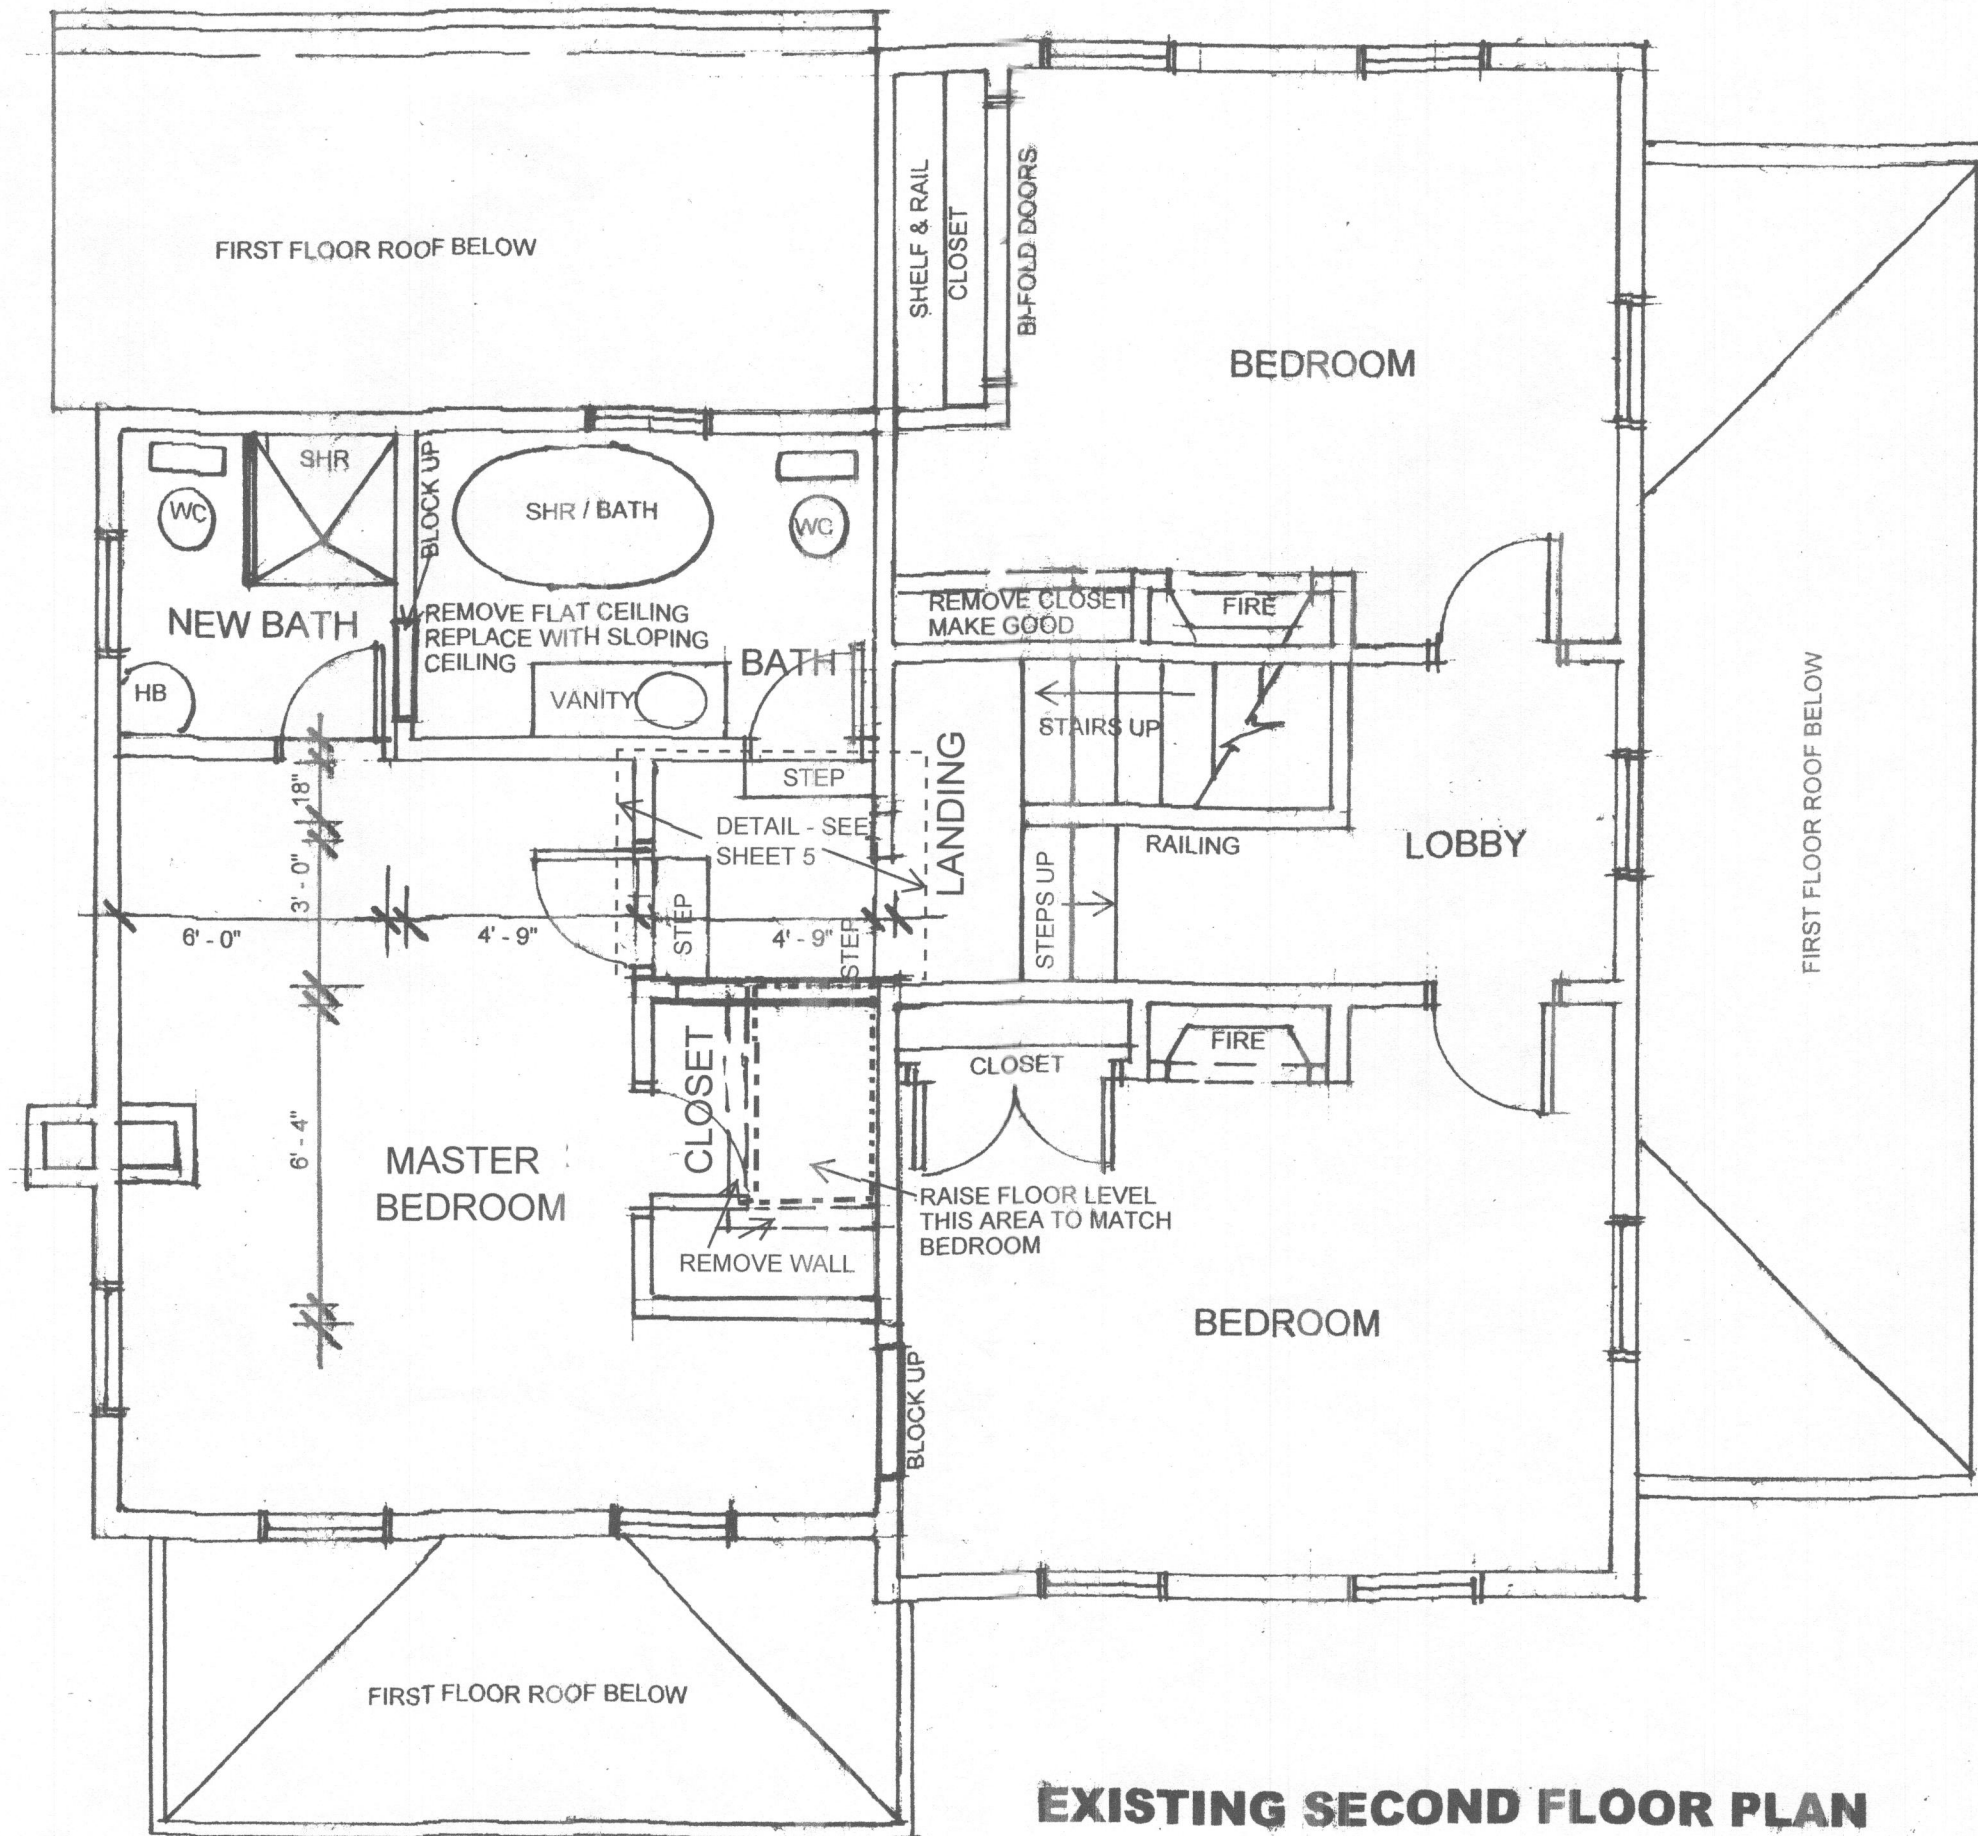 FIRST FLOOR ROOF BELOW
SHELF & RAIL
CLOSET
BI-FOLD DOORS
BEDROOM
SHR
BLOCK UP
SHR / BATH
WC
WC
NEW BATH
REMOVE FLAT CEILING
REPLACE WITH SLOPING
CEILING
BATH
HB
VANITY
REMOVE CLOSET
MAKE GOOD
FIRE
STAIRS UP
LANDING
STEP
18"
DETAIL - SEE
SHEET 5
RAILING
LOBBY
FIRST FLOOR ROOF BELOW
3' - 0"
6' - 0"
4' - 9"
STEP
4' - 9"
STEP
STEPS UP
CLOSET
CLOSET
FIRE
6' - 4"
MASTER
BEDROOM
RAISE FLOOR LEVEL
THIS AREA TO MATCH
BEDROOM
REMOVE WALL
BEDROOM
BLOCK UP
FIRST FLOOR ROOF BELOW
EXISTING SECOND FLOOR PLAN